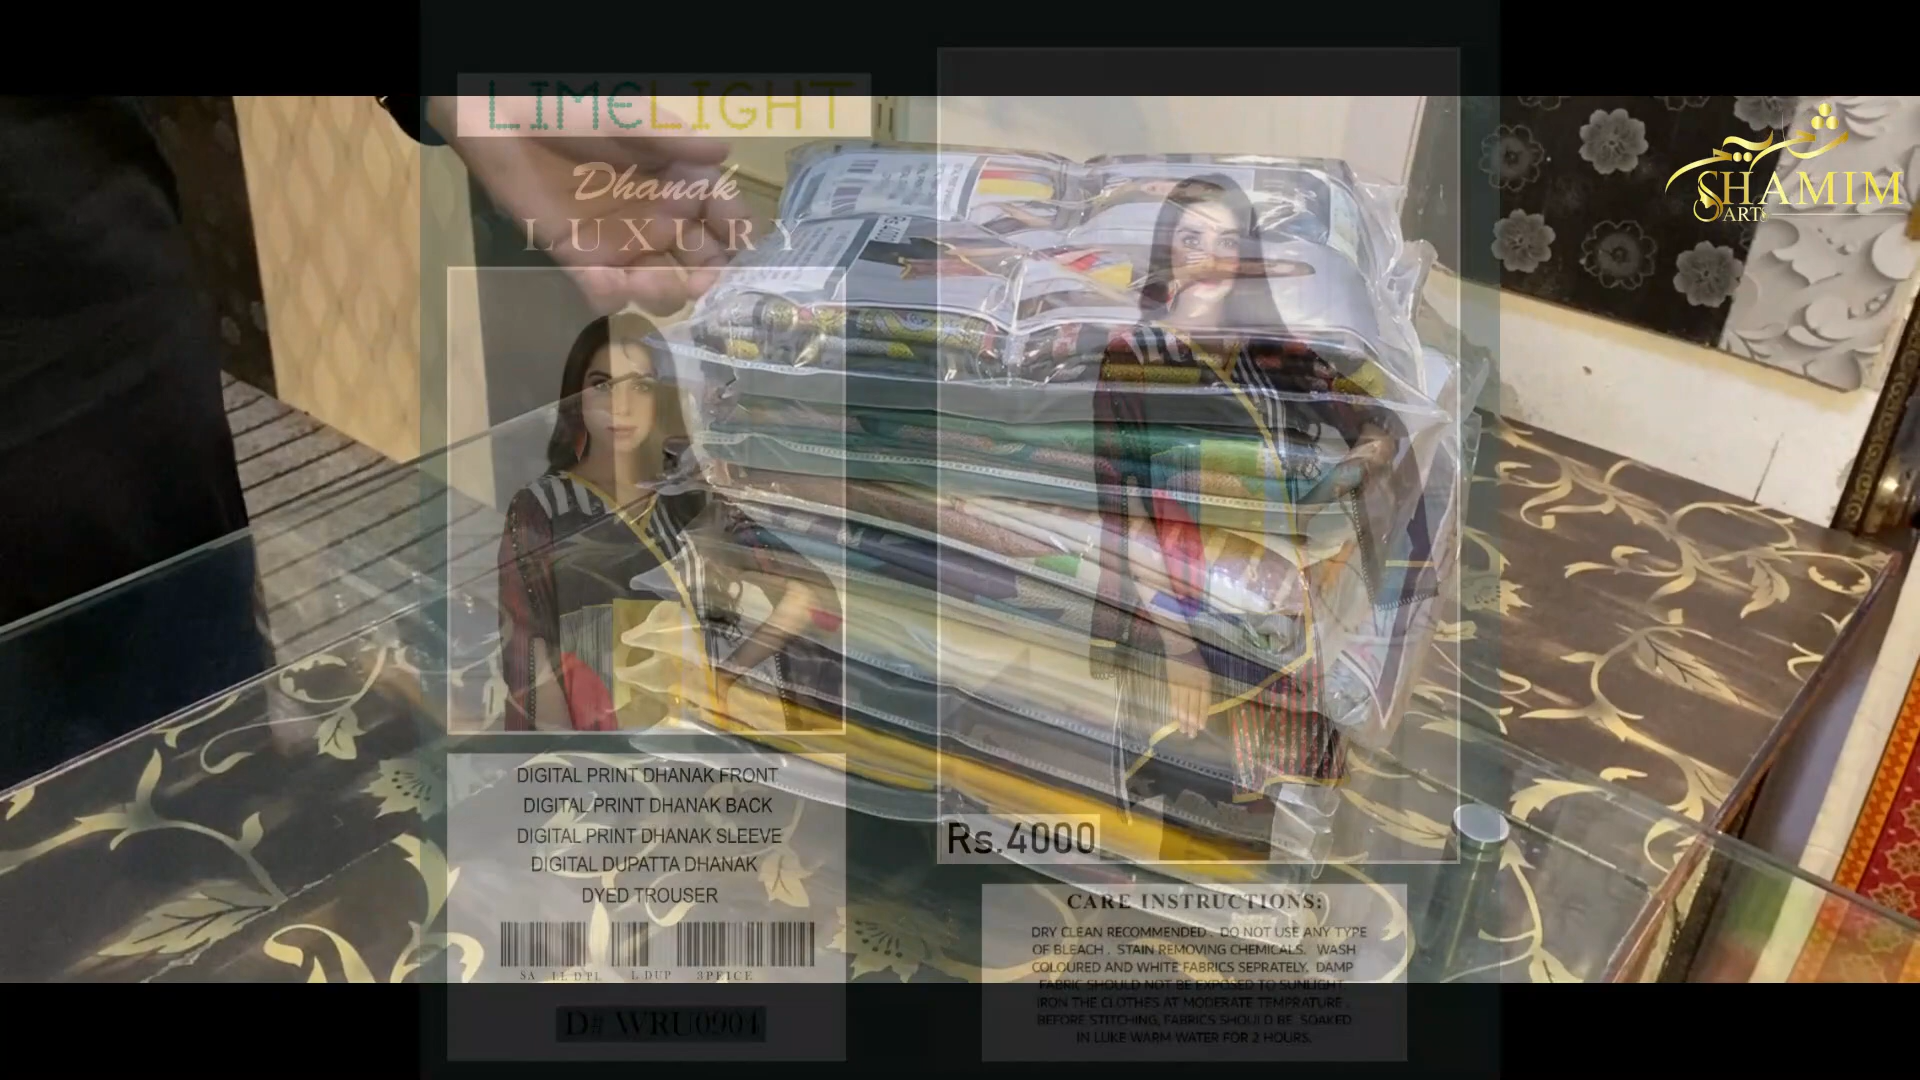 LIMELIGHT
Dhanak
LUXURY
SHAMIM
ARTS
DIGITAL PRINT DHANAK FRONT
DIGITAL PRINT DHANAK BACK
DIGITAL PRINT DHANAK SLEEVE
DIGITAL DUPATTA DHANAK
DYED TROUSER
L DUP 3PEICE
D# WRU0904
Rs.4000
CARE INSTRUCTIONS:
DRY CLEAN RECOMMENDED . DO NOT USE ANY TYPE
OF BLEACH . STAIN REMOVING CHEMICALS. WASH
COLOURED AND WHITE FABRICS SEPRATELY. DAMP
FABRIC SHOULD NOT BE EXPOSED TO SUNLIGHT.
IRON THE CLOTHES AT MODERATE TEMPRATURE .
BEFORE STITCHING, FABRICS SHOULD BE SOAKED
IN LUKE WARM WATER FOR 2 HOURS.